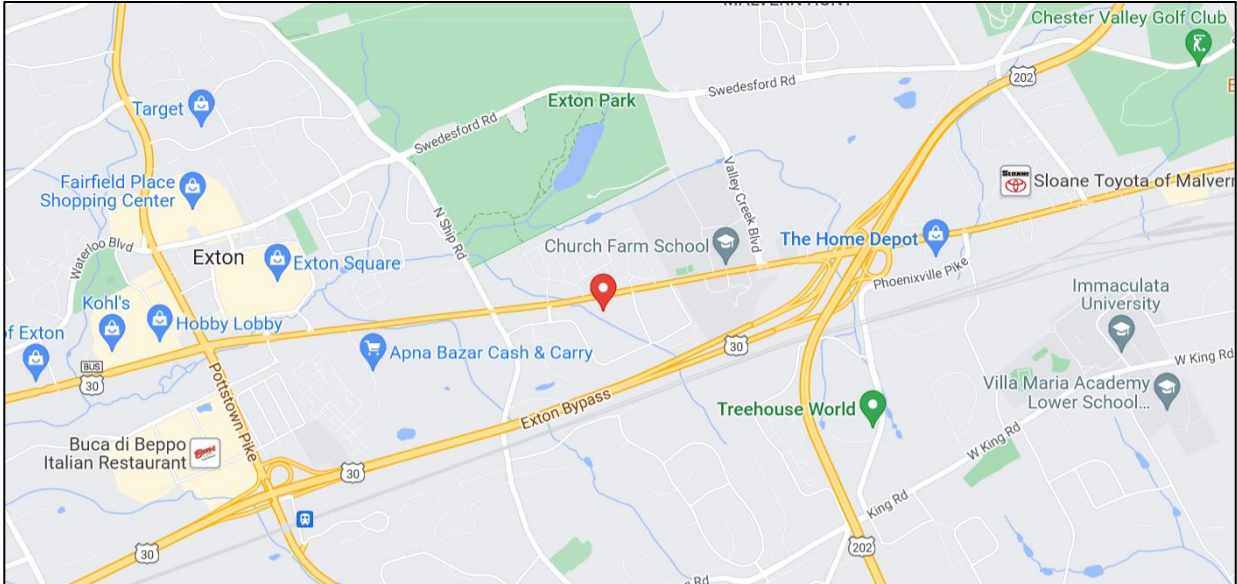 MALVERN HUNT
Chester Valley Golf Club
202
Swedesford Rd
Target
Exton Park
Swedesford Rd
SLOANE
Sloane Toyota of Malvern
Fairfield Place
Shopping Center
Valley Creek Blvd
N Ship Rd
Waterloo Blvd
Church Farm School
The Home Depot
Exton
Exton Square
Phoenixville Pike
Immaculata
University
Kohl's
Hobby Lobby
of Exton
Apna Bazar Cash & Carry
30
BUS
30
W King Rd
Pottstown Pike
Villa Maria Academy
Lower School...
Treehouse World
Exton Bypass
Buca di Beppo
Italian Restaurant
W King Rd
30
King Rd
30
202
ng Rd